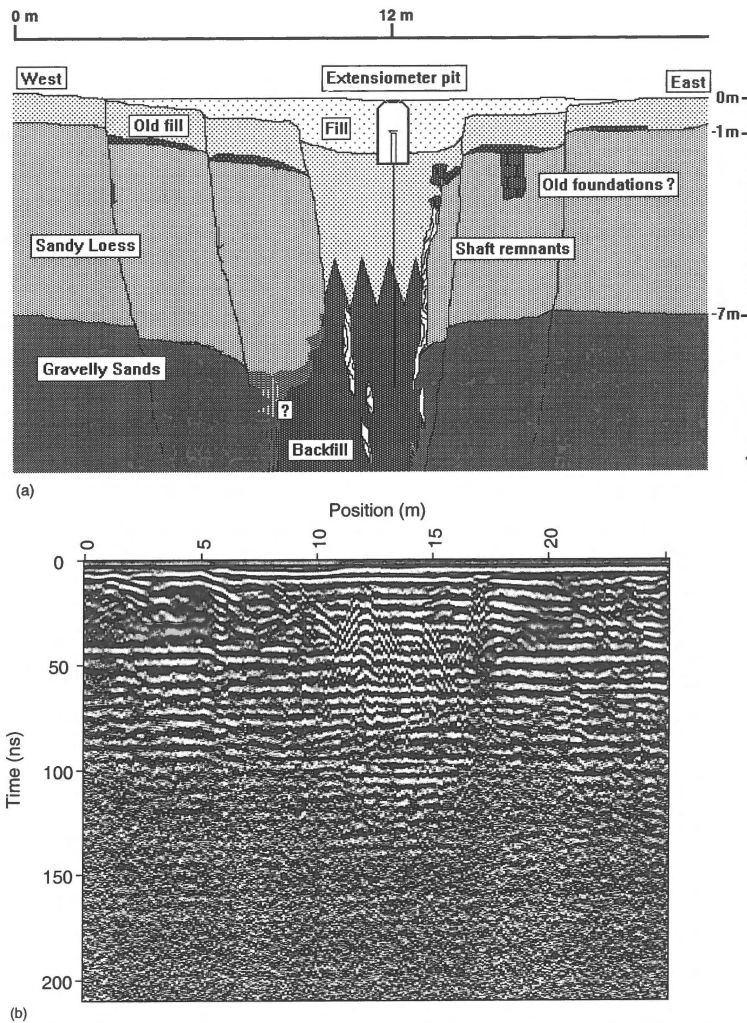 0 m 12 m
West Extensiometer pit East
0m
Old fill Fill
-1m
Old foundations ?
Sandy Loess Shaft remnants
-7m
Gravelly Sands
?
Backfill
(a)
Position (m)
0 5 10 15 20
0
50
100
150
200
Time (ns)
(b)